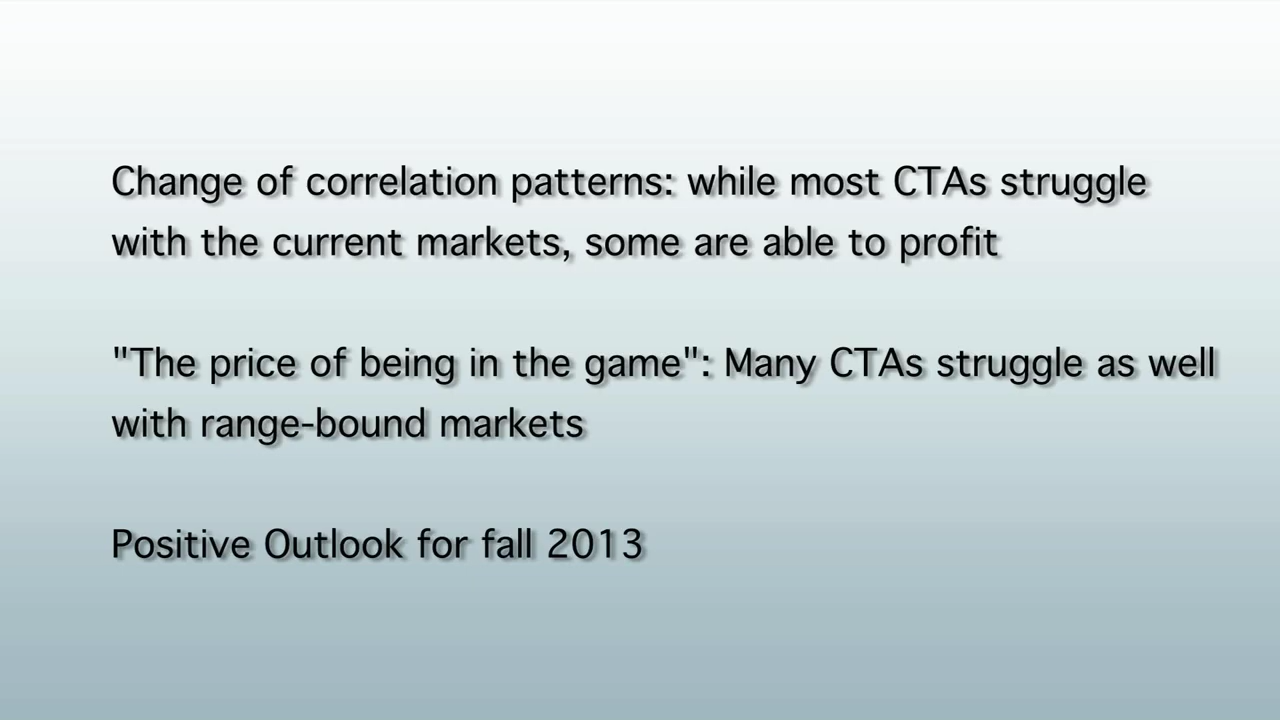 Change of correlation patterns: while most CTAs struggle
with the current markets, some are able to profit
"The price of being in the game": Many CTAs struggle as well
with range-bound markets
Positive Outlook for fall 2013